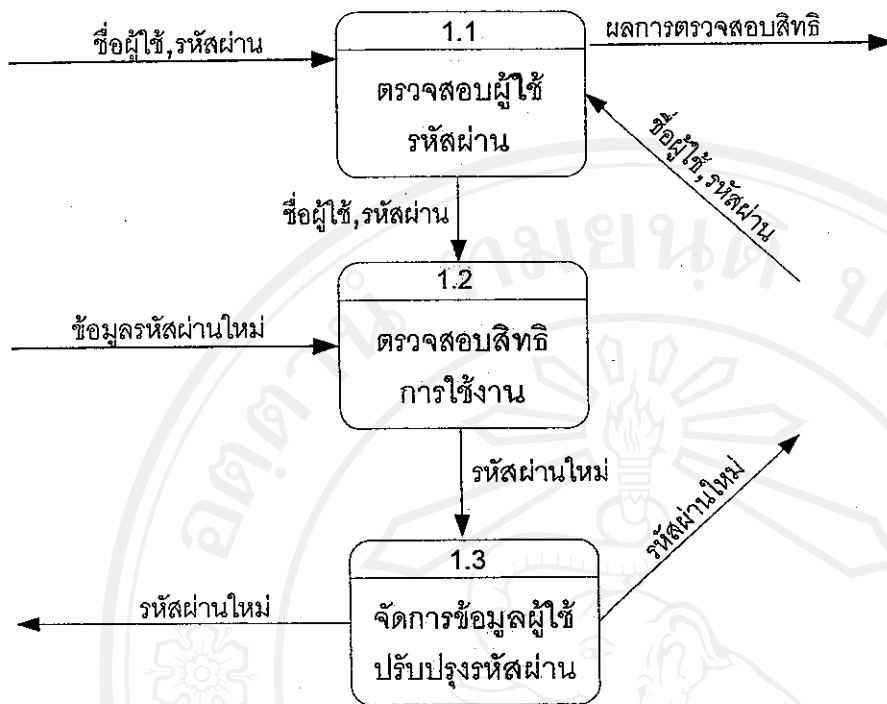 ชื่อผู้ใช้,รหัสผ่าน
1.1
ผลการตรวจสอบสิทธิ
ตรวจสอบผู้ใช้
รหัสผ่าน
ชื่อผู้ใช้,รหัสผ่าน
ชื่อผู้ใช้,รหัสผ่าน
1.2
ข้อมูลรหัสผ่านใหม่
ตรวจสอบสิทธิ
การใช้งาน
รหัสผ่านใหม่
รหัสผ่านใหม่
1.3
รหัสผ่านใหม่
จัดการข้อมูลผู้ใช้
ปรับปรุงรหัสผ่าน